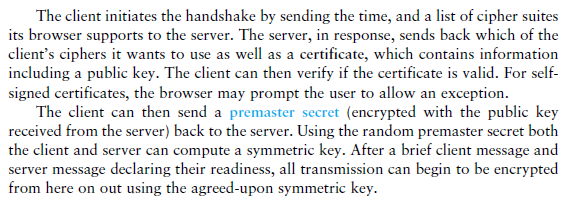 The client initiates the handshake by sending the time, and a list of cipher suites
its browser supports to the server. The server, in response, sends back which of the
client's ciphers it wants to use as well as a certificate, which contains information
including a public key. The client can then verify if the certificate is valid. For self-
signed certificates, the browser may prompt the user to allow an exception.
The client can then send a premaster secret (encrypted with the public key
received from the server) back to the server. Using the random premaster secret both
the client and server can compute a symmetric key. After a brief client message and
server message declaring their readiness, all transmission can begin to be encrypted
from here on out using the agreed-upon symmetric key.